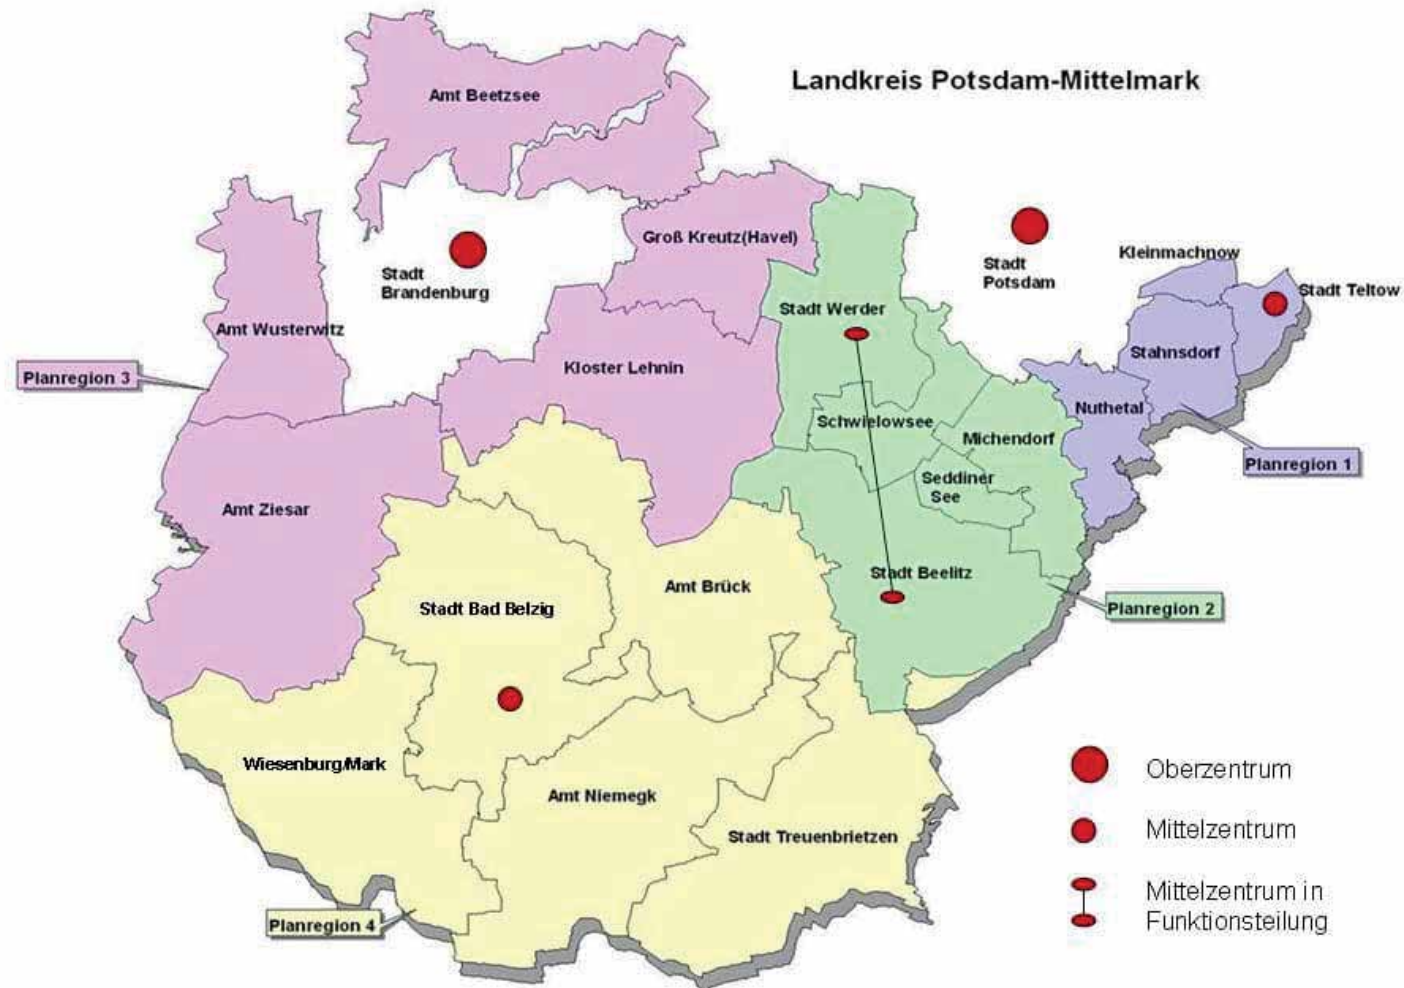 Landkreis Potsdam-Mittelmark
Amt Beetzsee
Groß Kreutz(Havel)
Stadt
Brandenburg
Stadt
Potsdam
Kleinmachnow
Stadt Teltow
Amt Wusterwitz
Stadt Werder
Stahnsdorf
Planregion 3
Kloster Lehnin
Nuthetal
Schwielowsee
Michendorf
Planregion 1
Seddiner
See
Amt Ziesar
Stadt Beelitz
Amt Brück
Stadt Bad Belzig
Planregion 2
Wiesenburg/Mark
Amt Niemegk
Stadt Treuenbrietzen
Planregion 4
Oberzentrum
Mittelzentrum
Mittelzentrum in
Funktionsteilung